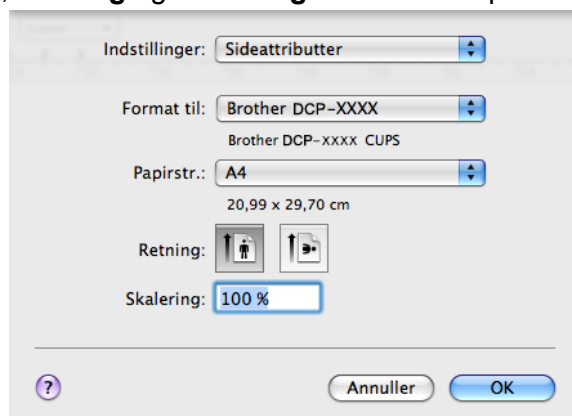 Indstillinger: Sideattributter
Format til: Brother DCP-XXXX
Brother DCP-XXXX CUPS
Papirstr.: A4
20,99 x 29,70 cm
Retning:
Skalering: 100 %
? Annuller OK